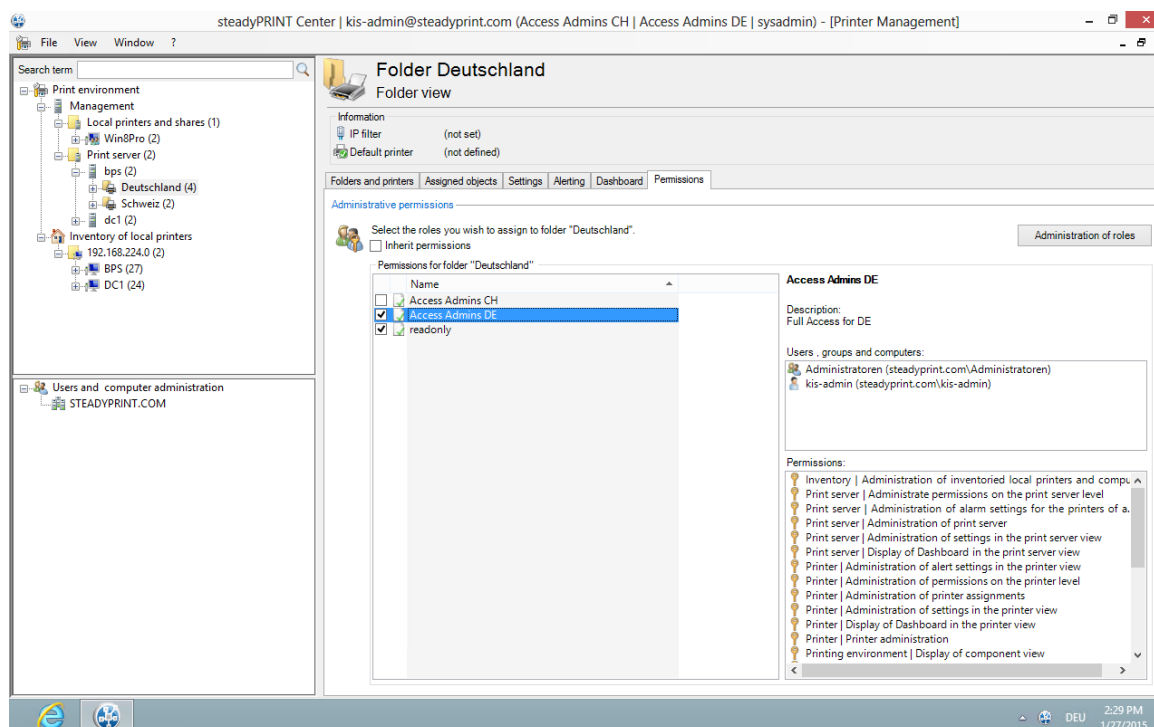 steadyPRINT Center | kis-admin@steadyprint.com (Access Admins CH | Access Admins DE | sysadmin) - [Printer Management]
File View Window ?
Search term
Print environment
Management
Local printers and shares (1)
Win8Pro (2)
Print server (2)
bps (2)
Deutschland (4)
Schweiz (2)
dc1 (2)
Inventory of local printers
192.168.224.0 (2)
BPS (27)
DC1 (24)
Users and computer administration
STEADYPRINT.COM
Folder Deutschland
Folder view
Information
IP filter (not set)
Default printer (not defined)
Folders and printers Assigned objects Settings Alerting Dashboard Permissions
Administrative permissions
Select the roles you wish to assign to folder "Deutschland".
Inherit permissions
Administration of roles
Permissions for folder "Deutschland"
Name
Access Admins CH
Access Admins DE
readonly
Access Admins DE
Description:
Full Access for DE
Users , groups and computers:
Administratoren (steadyprint.com\Administratoren)
kis-admin (steadyprint.com\kis-admin)
Permissions:
Inventory | Administration of inventoried local printers and compu
Print server | Administrate permissions on the print server level
Print server | Administration of alarm settings for the printers of a.
Print server | Administration of print server
Print server | Administration of settings in the print server view
Print server | Display of Dashboard in the print server view
Printer | Administration of alert settings in the printer view
Printer | Administration of permissions on the printer level
Printer | Administration of printer assignments
Printer | Administration of settings in the printer view
Printer | Display of Dashboard in the printer view
Printer | Printer administration
Printing environment | Display of component view
DEU
2:29 PM
1/27/2015